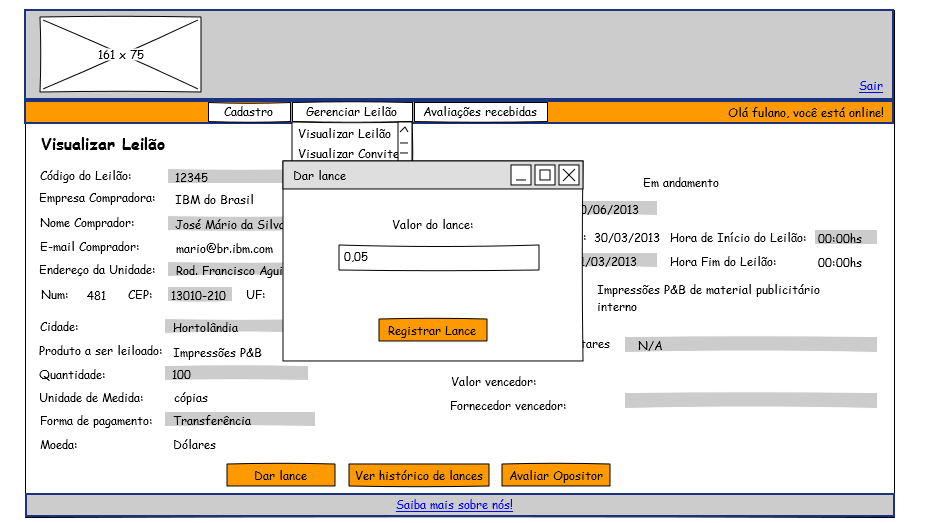 161 x 75
Sair
Cadastro
Gerenciar Leilão
Avaliações recebidas
Olá fulano, você está online!
Visualizar Leilão
Visualizar Convite
Visualizar Leilão
Código do Leilão: 12345
Empresa Compradora: IBM do Brasil
Nome Comprador: José Mário da Silva
E-mail Comprador: mario@br.ibm.com
Endereço da Unidade: Rod. Francisco Agui
Num: 481 CEP: 13010-210 UF:
Cidade: Hortolândia
Produto a ser leiloado: Impressões P&B
Quantidade: 100
Unidade de Medida: cópias
Forma de pagamento: Transferência
Moeda: Dólares
Dar lance
Valor do lance:
0,05
Registrar Lance
Em andamento
0/06/2013
: 30/03/2013 Hora de Início do Leilão: 00:00hs
/03/2013 Hora Fim do Leilão: 00:00hs
Impressões P&B de material publicitário
interno
tares N/A
Valor vencedor:
Fornecedor vencedor:
Dar lance
Ver histórico de lances
Avaliar Opositor
Saiba mais sobre nós!